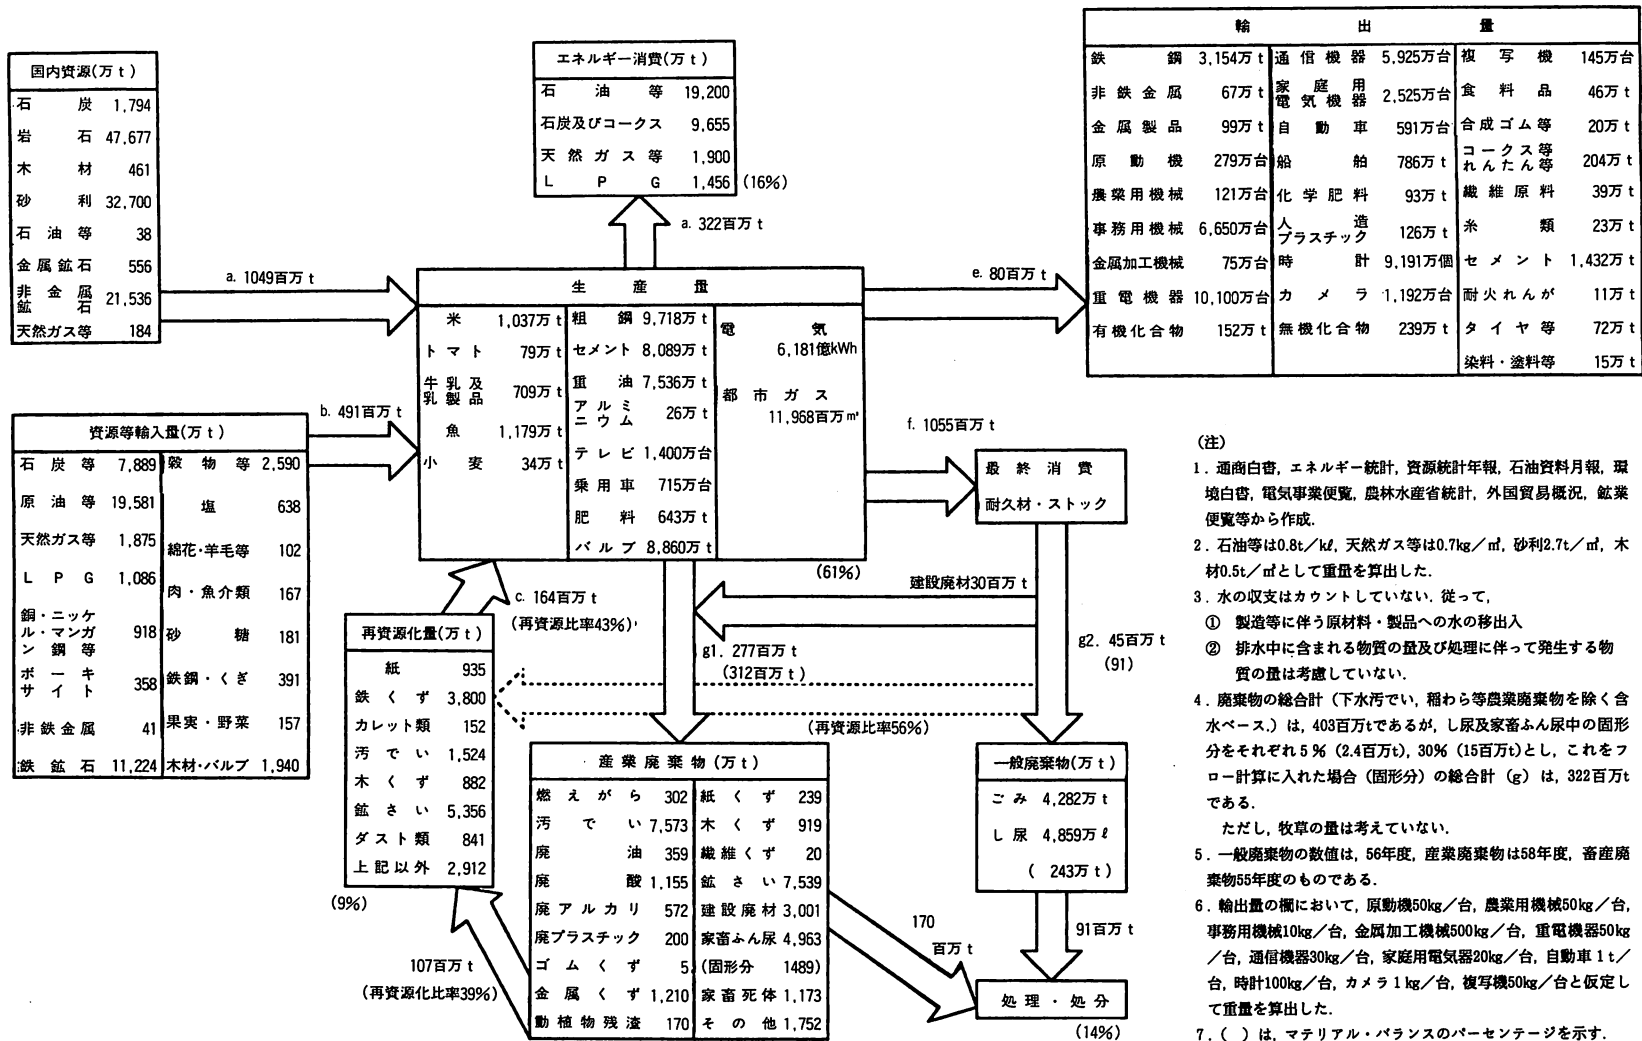 国内資源(万t)
石炭 1,794
岩石 47,677
木材 461
砂利 32,700
石油等 38
金属鉱石 556
非金属鉱石 21,536
天然ガス等 184
エネルギー消費(万t)
石油等 19,200
石炭及びコークス 9,655
天然ガス等 1,900
LPG 1,456
(16%)
a. 322百万t
輸出量
鉄鋼 3,154万t
非鉄金属 67万t
金属製品 99万t
原動機 279万台
農業用機械 121万台
事務用機械 6,650万台
金属加工機械 75万台
重電機器 10,100万台
有機化合物 152万t
通信機器 5,925万台
家庭用電気機器 2,525万台
自動車 591万台
船舶 786万t
化学肥料 93万t
人造プラスチック 126万t
時計 9,191万個
カメラ 1,192万台
無機化合物 239万t
複写機 145万台
食料品 46万t
合成ゴム等 20万t
コークス等れんたん等 204万t
繊維原料 39万t
糸類 23万t
セメント 1,432万t
耐火れんが 11万t
タイヤ等 72万t
染料・塗料等 15万t
a. 1049百万t
e. 80百万t
生産量
米 1,037万t
トマト 79万t
牛乳及乳製品 709万t
魚 1,179万t
小変 34万t
粗鋼 9,718万t
セメント 8,089万t
重油 7,536万t
アルミニウム 26万t
テレビ 1,400万台
乗用車 715万台
肥料 643万t
パルプ 8,860万t
電気
6,181億kWh
都市ガス
11,968百万㎥
(61%)
b. 491百万t
資源等輸入量(万t)
石炭等 7,889
原油等 19,581
天然ガス等 1,875
LPG 1,086
銅・ニッケル・マンガン鋼等 918
ボーキサイト 358
非鉄金属 41
鉄鉱石 11,224
穀物等 2,590
塩 638
綿花・羊毛等 102
肉・魚介類 167
砂糖 181
鉄鋼・くぎ 391
果実・野菜 157
木材・パルプ 1,940
f. 1055百万t
最終消費
耐久材・ストック
建設廃材30百万t
c. 164百万t
(再資源比率43%)
g1. 277百万t
(312百万t)
g2. 45百万t
(91)
(再資源比率56%)
再資源化量(万t)
紙 935
鉄くず 3,800
カレット類 152
汚でい 1,524
木くず 882
鉱さい 5,356
ダスト類 841
上記以外 2,912
(9%)
107百万t
(再資源化比率39%)
産業廃棄物(万t)
燃えがら 302
汚でい 7,573
廃油 359
廃酸 1,155
廃アルカリ 572
廃プラスチック 200
ゴムくず 5
金属くず 1,210
動植物残渣 170
紙くず 239
木くず 919
繊維くず 20
鉱さい 7,539
建設廃材 3,001
家畜ふん尿 4,963
(固形分 1489)
家畜死体 1,173
その他 1,752
一般廃棄物(万t)
ごみ 4,282万t
し尿 4,859万ℓ
( 243万t)
170
百万t
91百万t
処理・処分
(14%)
(注)
1. 通商白書, エネルギー統計, 資源統計年報, 石油資料月報, 環
境白書, 電気事業便覧, 農林水産省統計, 外国貿易概況, 鉱業
便覧等から作成.
2. 石油等は0.8t/kℓ, 天然ガス等は0.7kg/㎥, 砂利2.7t/㎥, 木
材0.5t/㎥として重量を算出した.
3. 水の収支はカウントしていない. 従って,
① 製造等に伴う原材料・製品への水の移出入
② 排水中に含まれる物質の量及び処理に伴って発生する物
質の量は考慮していない.
4. 廃棄物の総合計（下水汚でい, 稲わら等農業廃棄物を除く含
水ベース.）は, 403百万tであるが, し尿及家畜ふん尿中の固形
分をそれぞれ5%（2.4百万t), 30%（15百万t)とし, これをフ
ロー計算に入れた場合（固形分）の総合計（g）は, 322百万t
である.
ただし, 牧草の量は考えていない.
5. 一般廃棄物の数値は, 56年度, 産業廃棄物は58年度, 畜産廃
棄物55年度のものである.
6. 輸出量の欄において, 原動機50kg/台, 農業用機械50kg/台,
事務用機械10kg/台, 金属加工機械500kg/台, 重電機器50kg
/台, 通信機器30kg/台, 家庭用電気器20kg/台, 自動車1t/
台, 時計100kg/台, カメラ1kg/台, 複写機50kg/台と仮定し
て重量を算出した.
7. ( ) は, マテリアル・バランスのパーセンテージを示す.